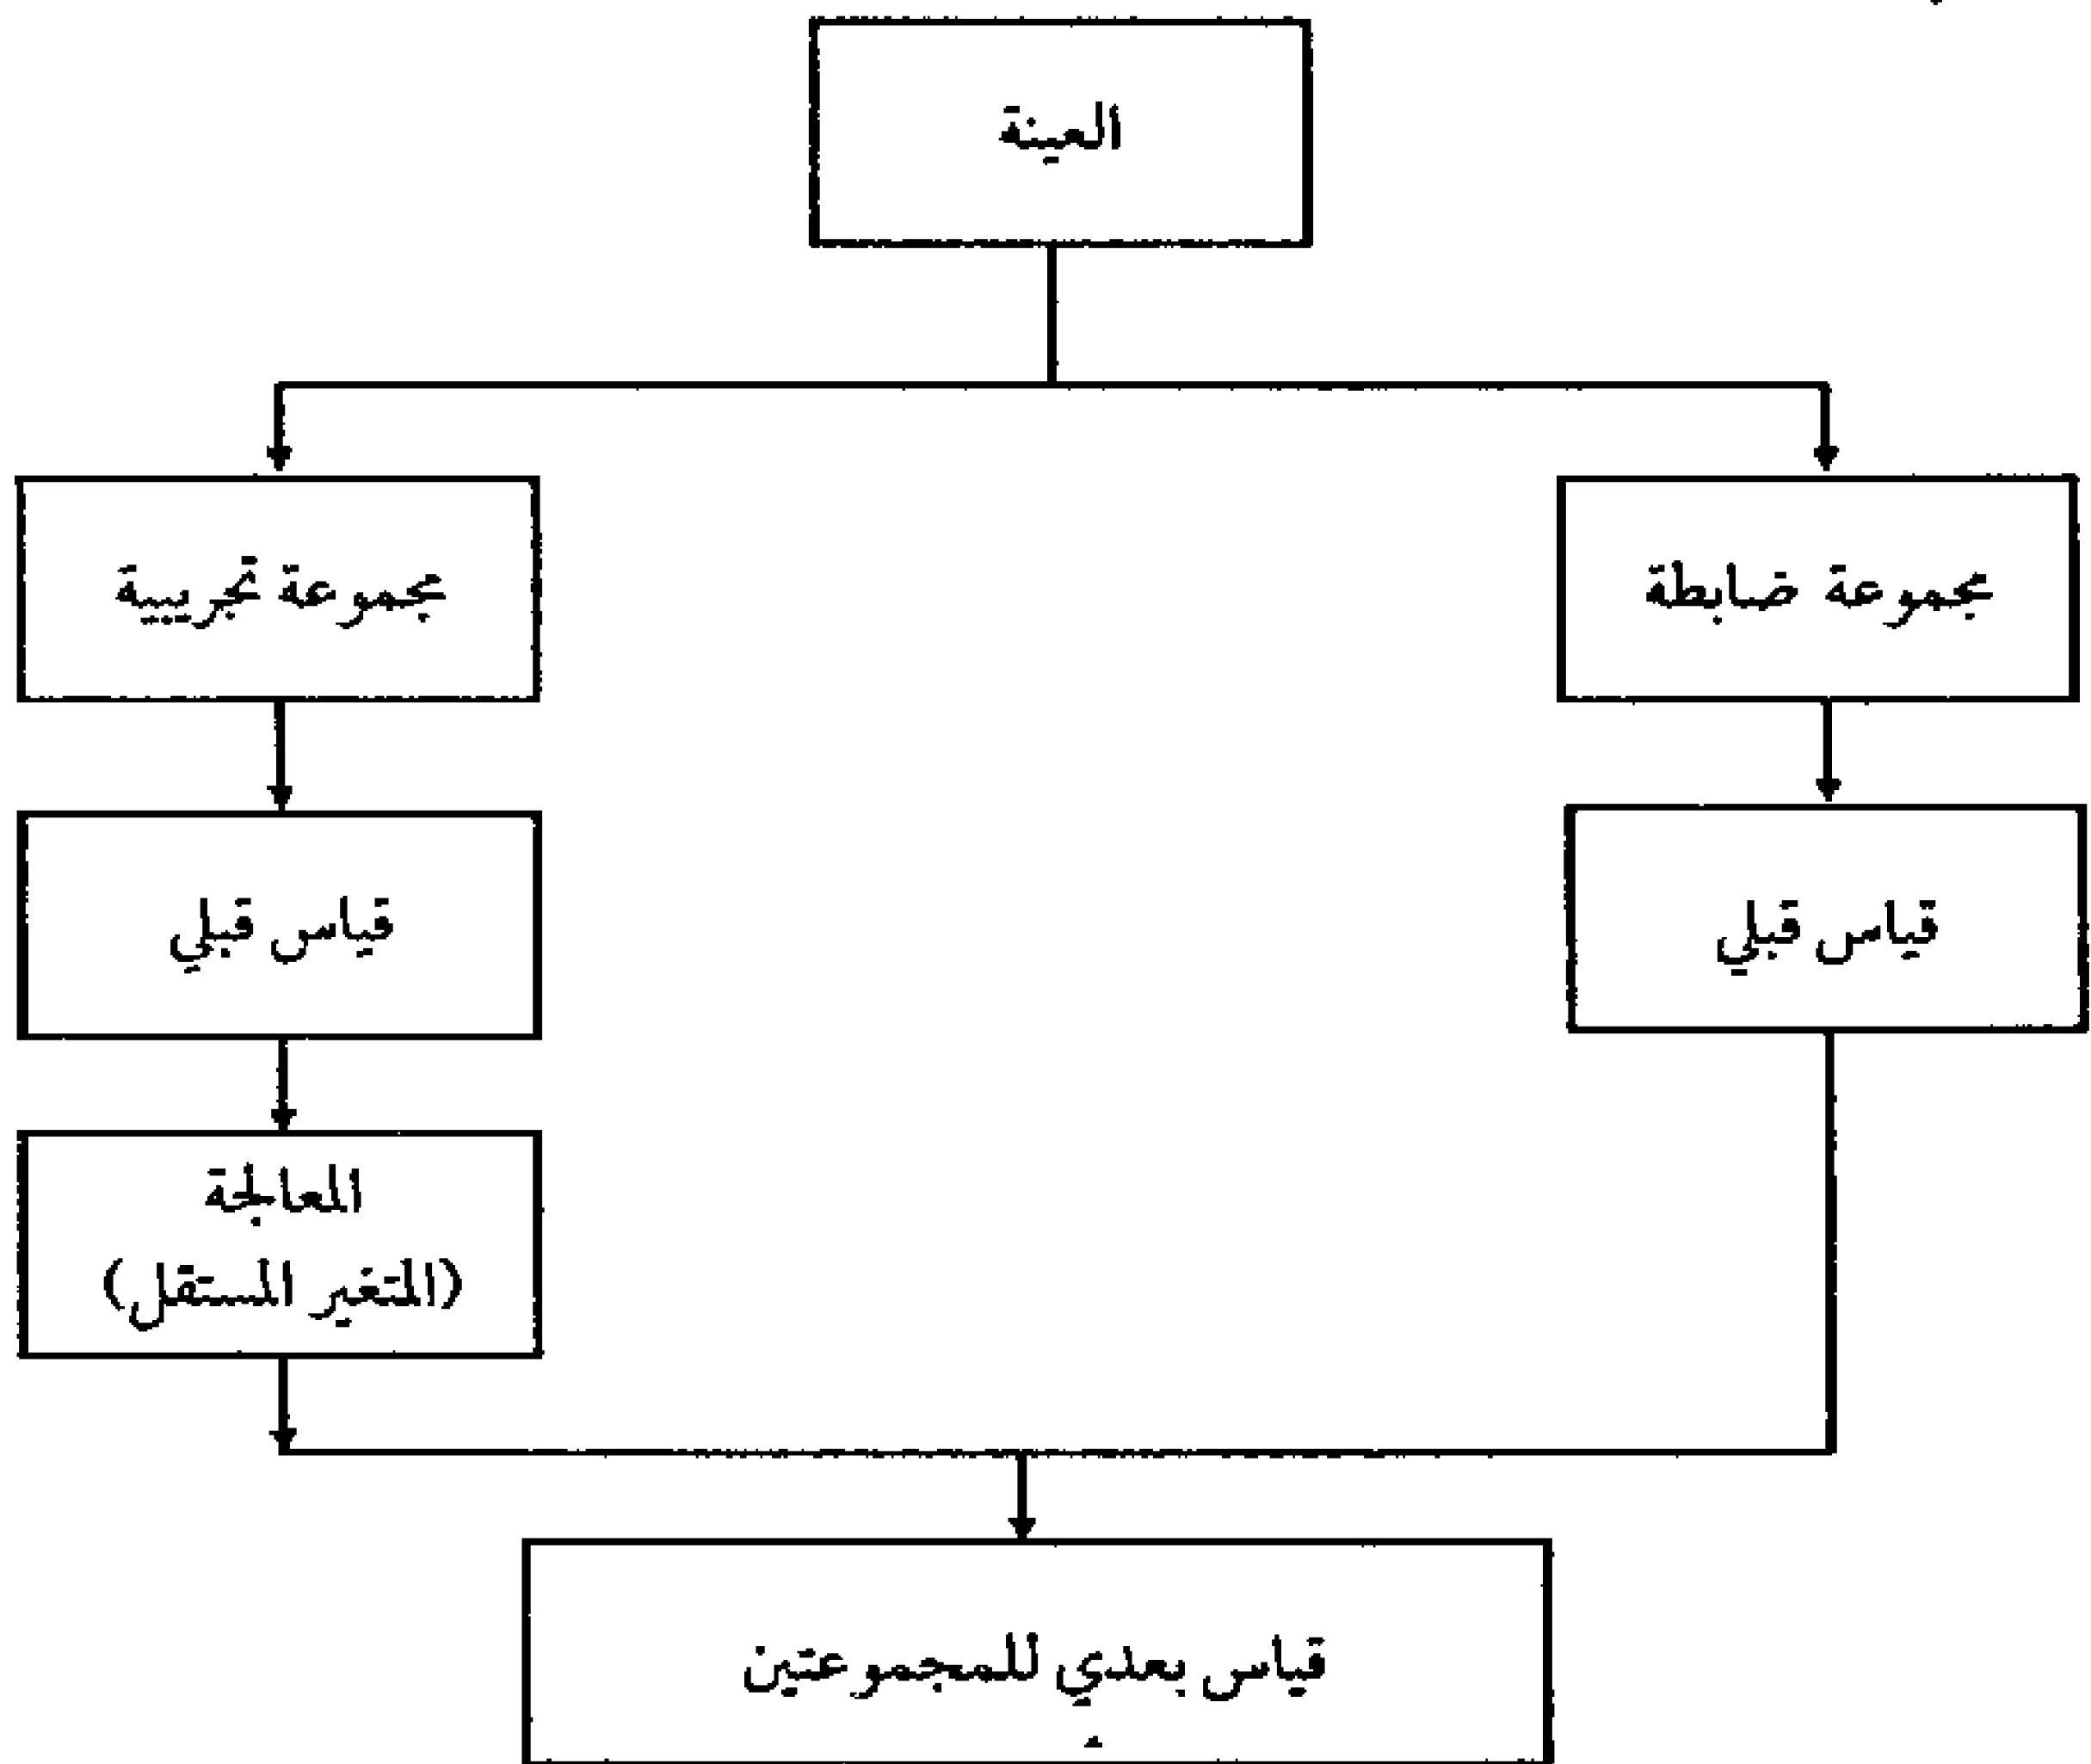 العينة
مجموعة ضابطة
مجموعة تجريبية
قياس قبلي
قياس قبلي
المعالجة
(المتغير المستقل)
قياس بعدي للمجموعتين